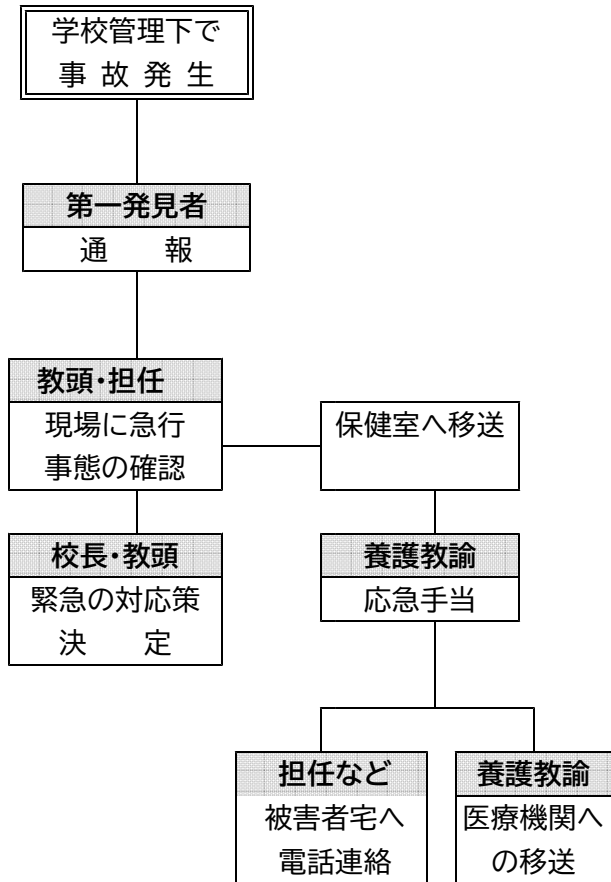 学校管理下で
事 故 発 生
第一発見者
通　　報
教頭・担任
現場に急行
事態の確認
保健室へ移送
校長・教頭
緊急の対応策
決　　定
養護教諭
応急手当
担任など
被害者宅へ
電話連絡
養護教諭
医療機関へ
の移送